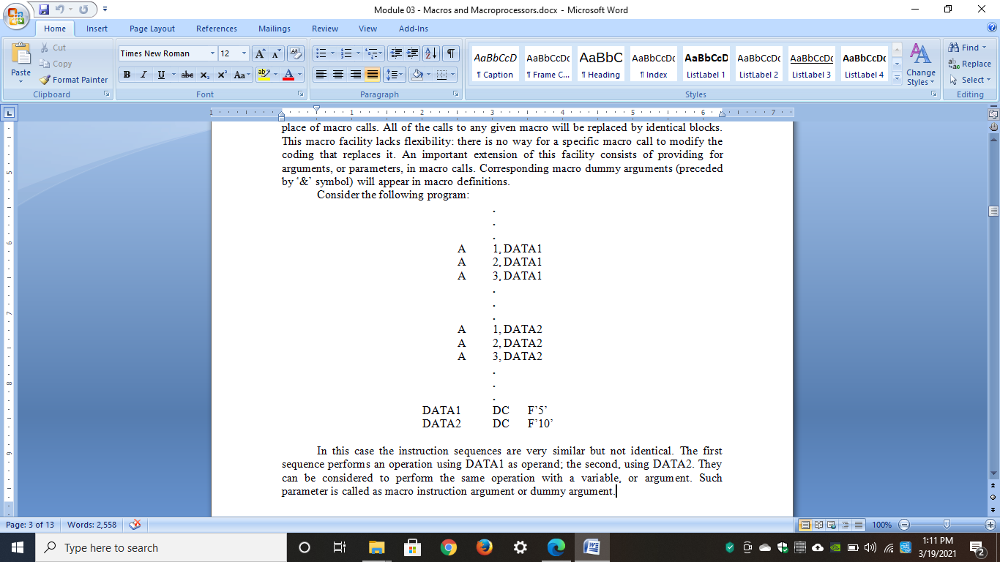 Module 03 - Macros and Macroprocessors.docx - Microsoft Word
Home Insert Page Layout References Mailings Review View Add-Ins
Paste
Cut
Copy
Format Painter
Clipboard
Times New Roman 12
Font
Paragraph
AaBbCcD AaBbCcDc AaBbC AaBbCcDc AaBbCcD AaBbCcDc AaBbCcDc AaBbCcDc
¶ Caption ¶ Frame C... ¶ Heading ¶ Index ListLabel 1 ListLabel 2 ListLabel 3 ListLabel 4
Change Styles
Styles
Find
Replace
Select
Editing
1 1 2 3 4 5 6 7
place of macro calls. All of the calls to any given macro will be replaced by identical blocks.
This macro facility lacks flexibility: there is no way for a specific macro call to modify the
coding that replaces it. An important extension of this facility consists of providing for
arguments, or parameters, in macro calls. Corresponding macro dummy arguments (preceded
by ‘&’ symbol) will appear in macro definitions.
Consider the following program:
.
.
.
A 1, DATA1
A 2, DATA1
A 3, DATA1
.
.
.
A 1, DATA2
A 2, DATA2
A 3, DATA2
.
.
.
DATA1 DC F’5’
DATA2 DC F’10’
In this case the instruction sequences are very similar but not identical. The first
sequence performs an operation using DATA1 as operand; the second, using DATA2. They
can be considered to perform the same operation with a variable, or argument. Such
parameter is called as macro instruction argument or dummy argument.
Page: 3 of 13 Words: 2,558 100%
Type here to search
1:11 PM
3/19/2021
2